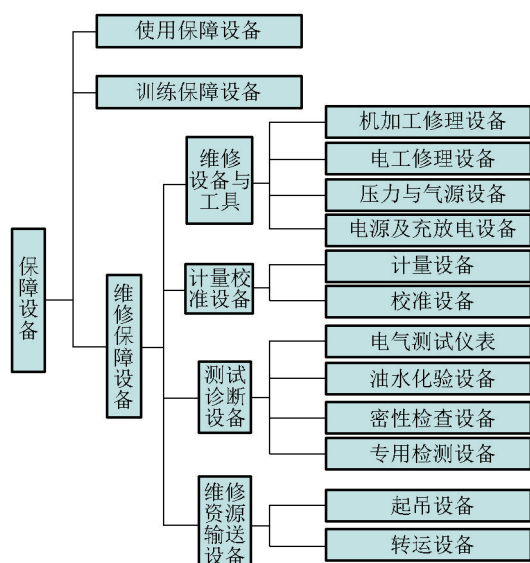 使用保障设备
训练保障设备
保障设备
维修保障设备
维修
设备与
工具
机加工修理设备
电工修理设备
压力与气源设备
电源及充放电设备
计量校
准设备
计量设备
校准设备
测试
诊断
设备
电气测试仪表
油水化验设备
密性检查设备
专用检测设备
维修
资源
输送
设备
起吊设备
转运设备